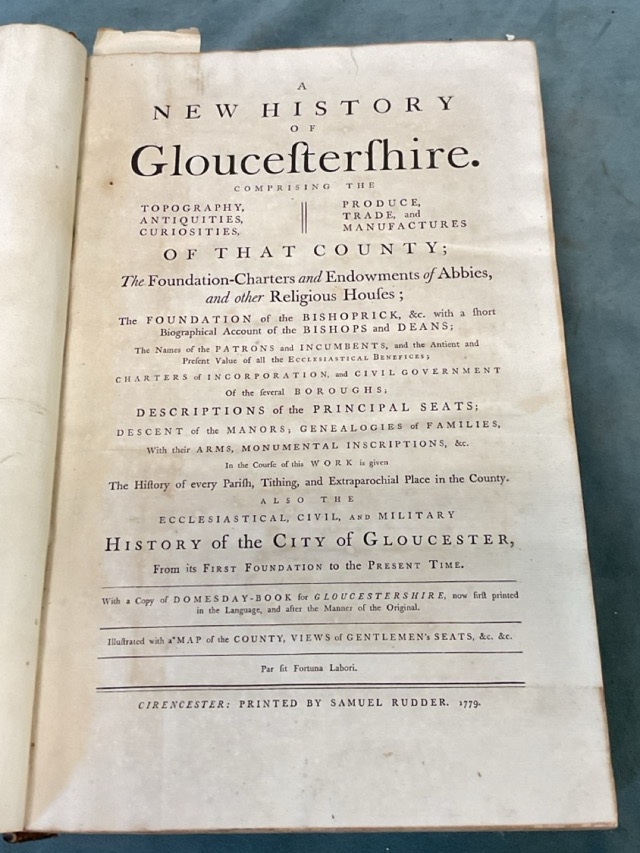 A
NEW HISTORY
OF
Glouceſterſhire.
COMPRISING THE
TOPOGRAPHY,
ANTIQUITIES,
CURIOSITIES,
PRODUCE,
TRADE, and
MANUFACTURES
OF THAT COUNTY;
The Foundation-Charters and Endowments of Abbies,
and other Religious Houſes;
The FOUNDATION of the BISHOPRICK, &c. with a ſhort
Biographical Account of the BISHOPS and DEANS;
The Names of the PATRONS and INCUMBENTS, and the Antient and
Preſent Value of all the ECCLESIASTICAL BENEFICES;
CHARTERS of INCORPORATION, and CIVIL GOVERNMENT
Of the ſeveral BOROUGHS;
DESCRIPTIONS of the PRINCIPAL SEATS;
DESCENT of the MANORS; GENEALOGIES of FAMILIES,
With their ARMS, MONUMENTAL INSCRIPTIONS, &c.
In the Courſe of this WORK is given
The Hiſtory of every Pariſh, Tithing, and Extraparochial Place in the County.
ALSO THE
ECCLESIASTICAL, CIVIL, AND MILITARY
HISTORY of the CITY of GLOUCESTER,
From its FIRST FOUNDATION to the PRESENT TIME.
With a Copy of DOMESDAY-BOOK for GLOUCESTERSHIRE, now firſt printed
in the Language, and after the Manner of the Original.
Illuſtrated with a MAP of the COUNTY, VIEWS of GENTLEMEN's SEATS, &c. &c.
Par ſit Fortuna Labori.
CIRENCESTER: PRINTED BY SAMUEL RUDDER. 1779.